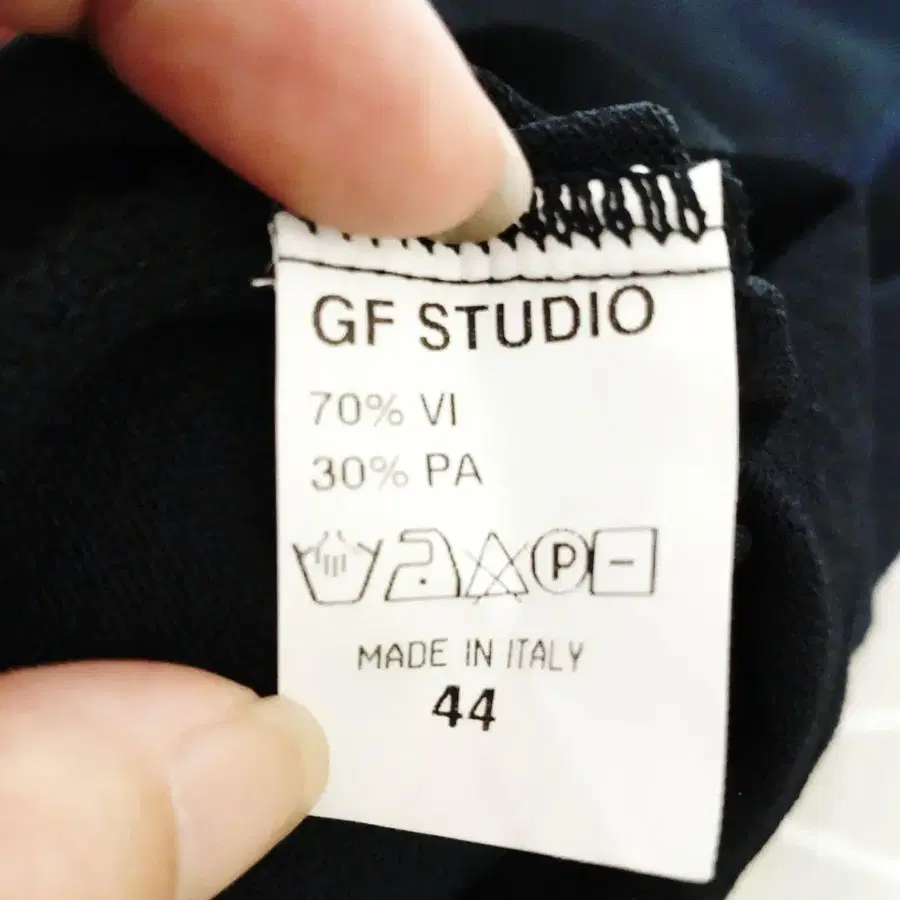 GF STUDIO
70% VI
30% PA
P
MADE IN ITALY
44